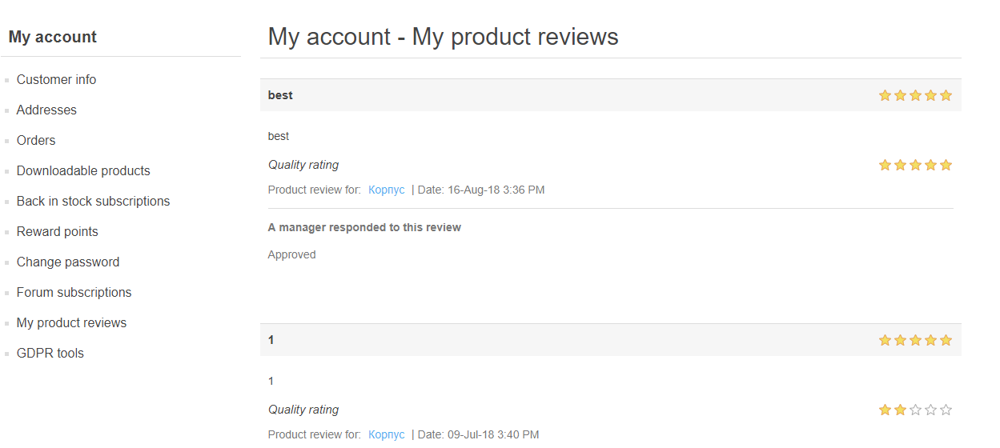 My account
Customer info
Addresses
Orders
Downloadable products
Back in stock subscriptions
Reward points
Change password
Forum subscriptions
My product reviews
GDPR tools
My account - My product reviews
best
best
Quality rating
Product review for: Корпус | Date: 16-Aug-18 3:36 PM
A manager responded to this review
Approved
1
1
Quality rating
Product review for: Корпус | Date: 09-Jul-18 3:40 PM